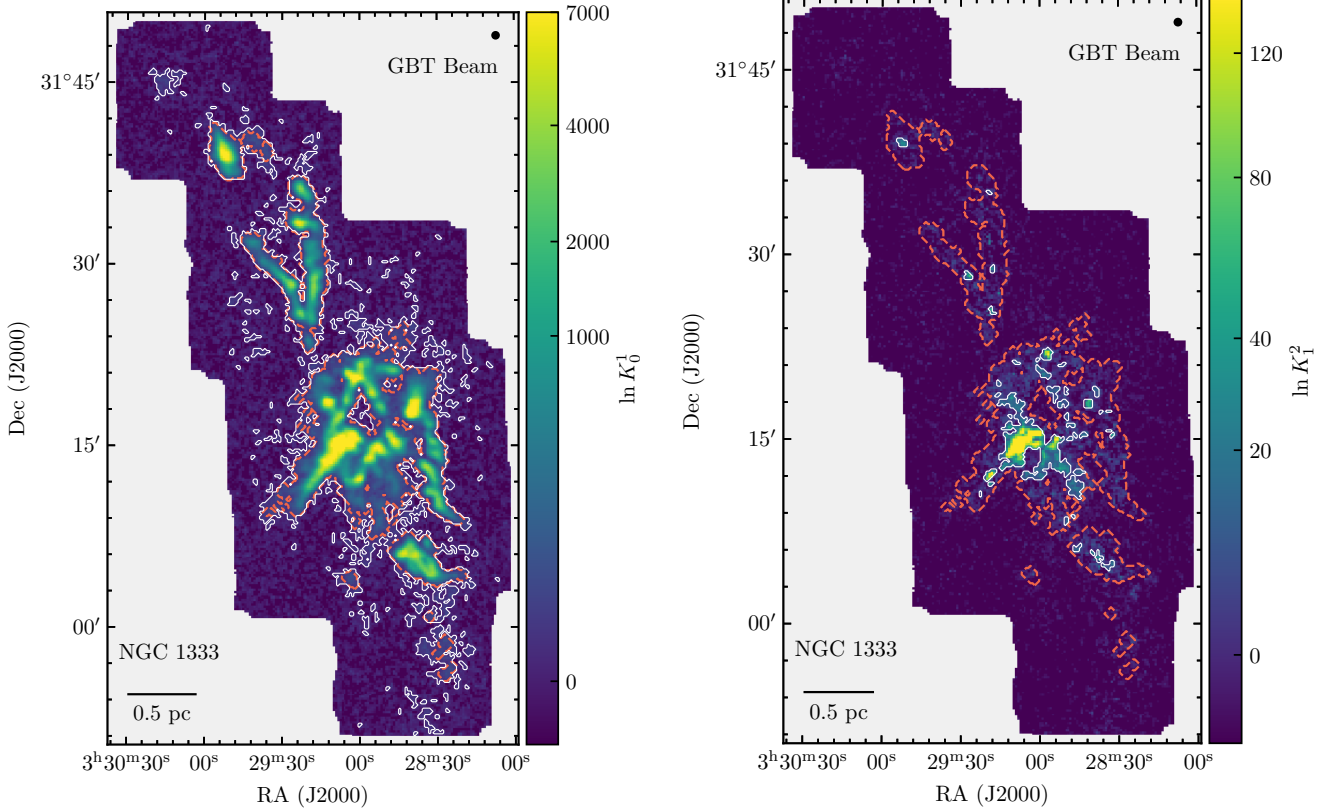 GBT Beam
31°45′
30′
15′
00′
Dec (J2000)
NGC 1333
0.5 pc
3ʰ30ᵐ30ˢ 00ˢ 29ᵐ30ˢ 00ˢ 28ᵐ30ˢ 00ˢ
RA (J2000)
7000
4000
2000
1000
0
ln K₀¹
GBT Beam
31°45′
30′
15′
00′
Dec (J2000)
NGC 1333
0.5 pc
3ʰ30ᵐ30ˢ 00ˢ 29ᵐ30ˢ 00ˢ 28ᵐ30ˢ 00ˢ
RA (J2000)
120
80
40
20
0
ln K₁²